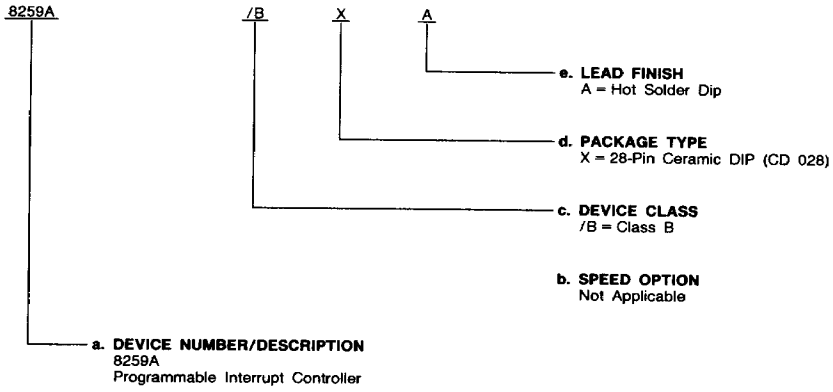 8259A /B X A
e. LEAD FINISH
A = Hot Solder Dip
d. PACKAGE TYPE
X = 28-Pin Ceramic DIP (CD 028)
c. DEVICE CLASS
/B = Class B
b. SPEED OPTION
Not Applicable
a. DEVICE NUMBER/DESCRIPTION
8259A
Programmable Interrupt Controller